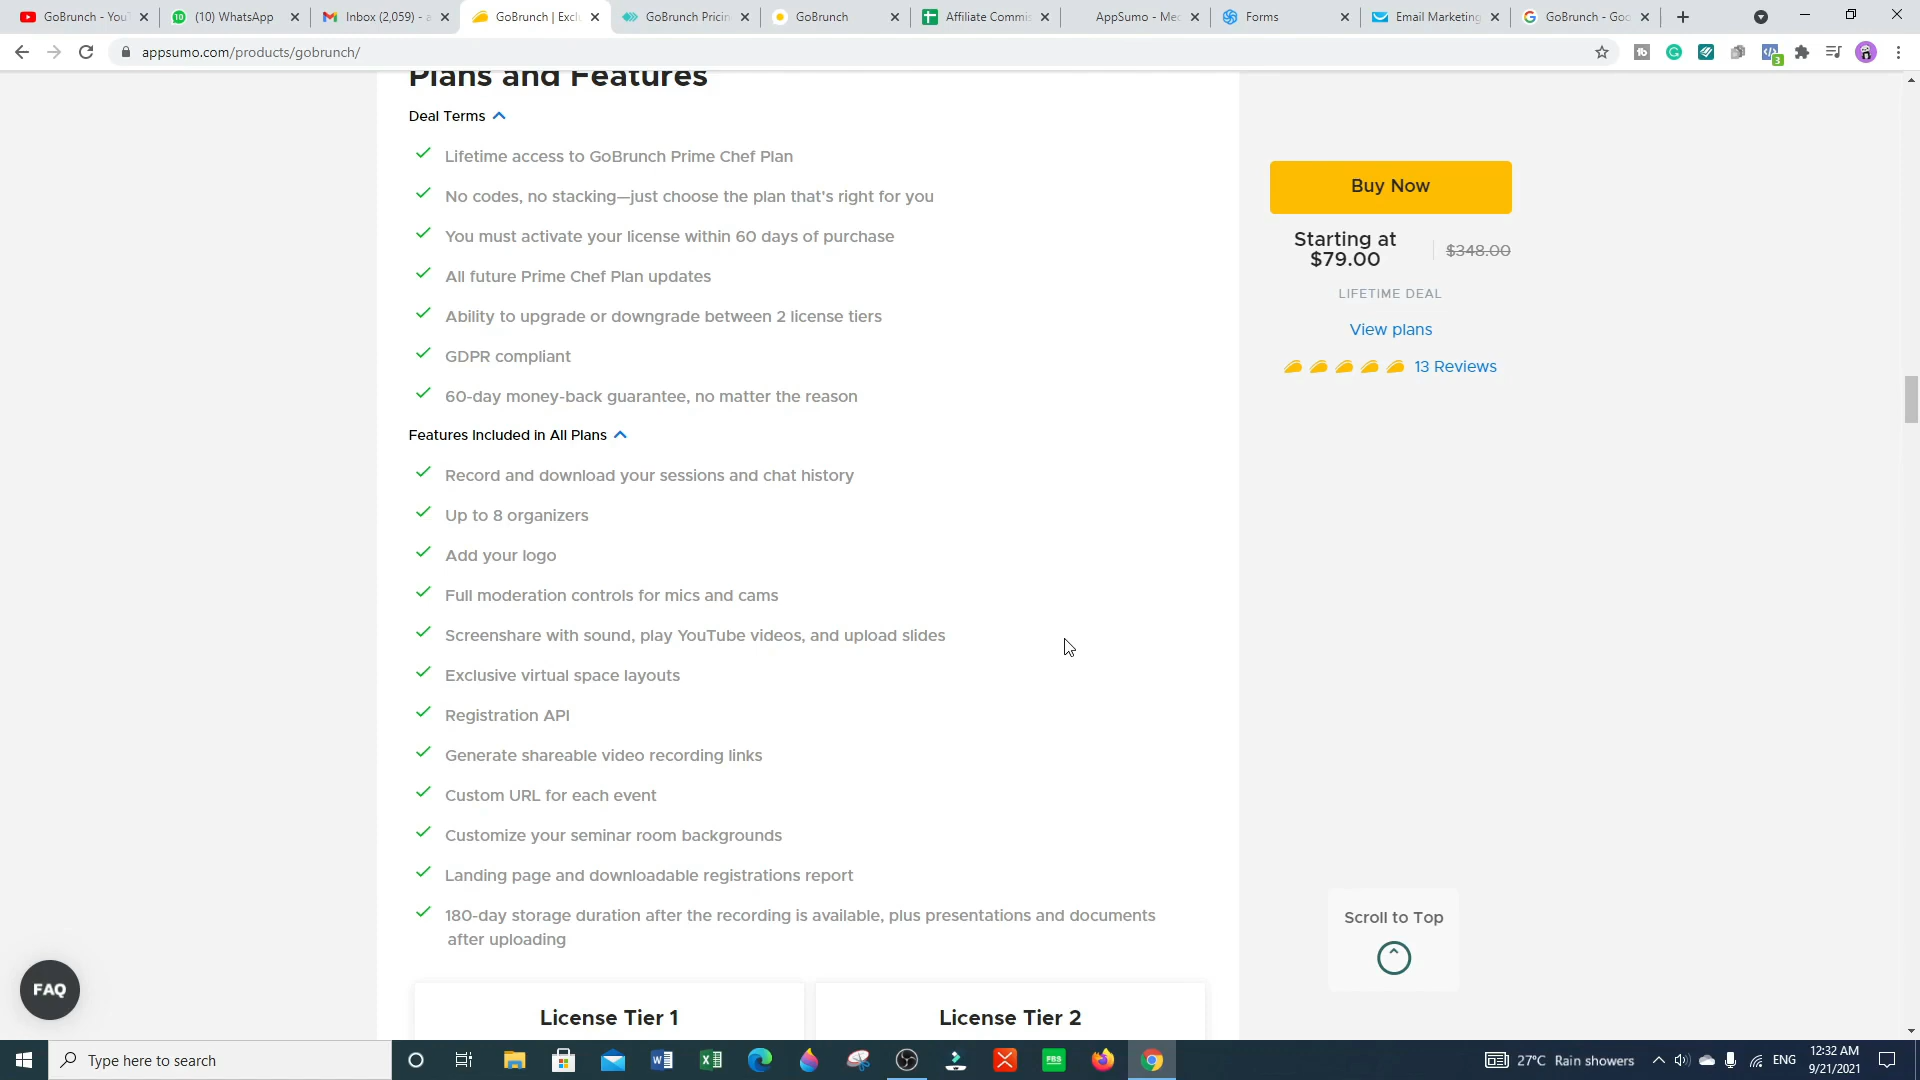 GoBrunch - You
(10) WhatsApp
Inbox (2,059) - a
GoBrunch | Exc
GoBrunch Pricin
GoBrunch
Affiliate Commis
AppSumo - Me
Forms
Email Marketing
GoBrunch - Goo
appsumo.com/products/gobrunch/
3
Plans and Features
Deal Terms
Lifetime access to GoBrunch Prime Chef Plan
No codes, no stacking—just choose the plan that's right for you
You must activate your license within 60 days of purchase
All future Prime Chef Plan updates
Ability to upgrade or downgrade between 2 license tiers
GDPR compliant
60-day money-back guarantee, no matter the reason
Features Included in All Plans
Record and download your sessions and chat history
Up to 8 organizers
Add your logo
Full moderation controls for mics and cams
Screenshare with sound, play YouTube videos, and upload slides
Exclusive virtual space layouts
Registration API
Generate shareable video recording links
Custom URL for each event
Customize your seminar room backgrounds
Landing page and downloadable registrations report
180-day storage duration after the recording is available, plus presentations and documents
after uploading
License Tier 1
License Tier 2
Buy Now
Starting at
$79.00
$348.00
LIFETIME DEAL
View plans
13 Reviews
Scroll to Top
FAQ
Type here to search
FBS
27°C Rain showers
ENG
12:32 AM
9/21/2021